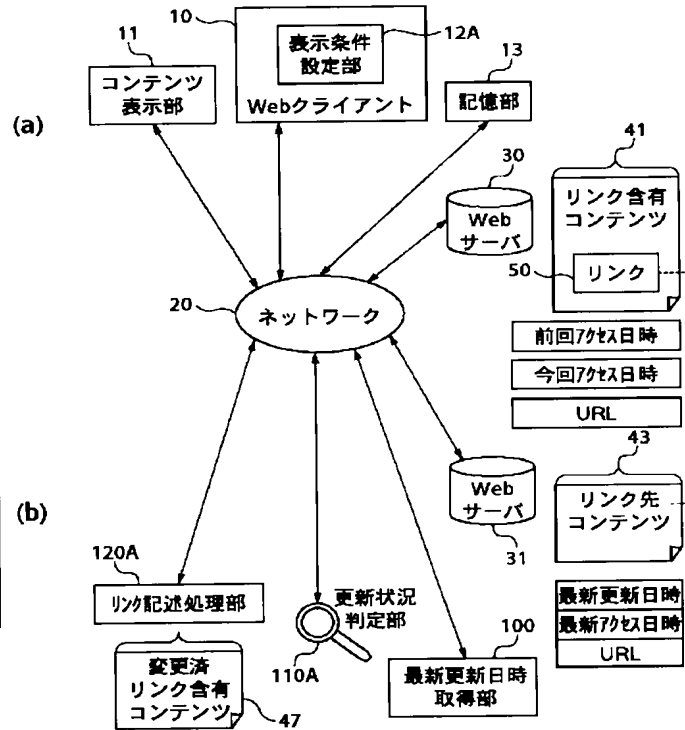 (a)
11
コンテンツ
表示部
10
表示条件
設定部
12A
Webクライアント
13
記憶部
30
Web
サーバ
41
リンク含有
コンテンツ
50
リンク
20
ネットワーク
前回アクセス日時
今回アクセス日時
URL
(b)
Web
サーバ
31
43
リンク先
コンテンツ
120A
リンク記述処理部
変更済
リンク含有
コンテンツ
47
更新状況
判定部
110A
100
最新更新日時
取得部
最新更新日時
最新アクセス日時
URL